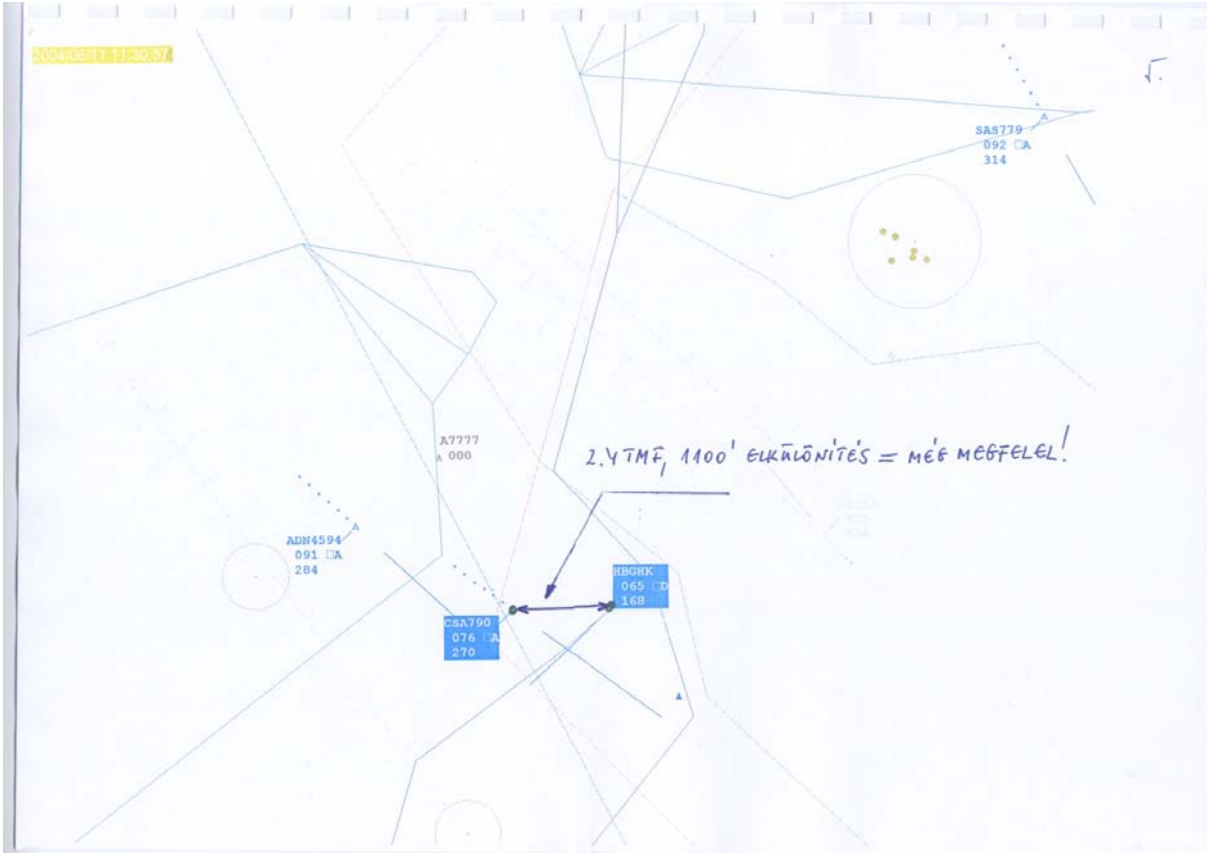 2004/06/11 11:30:37
5.
SAS779
092 A
314
A7777
000
2.4 TMF, 1100' ELKÜLÖNÍTÉS = MÉG MEGFELEL!
ADN4594
091 A
284
HBGHK
065 D
168
CSA790
076 A
270